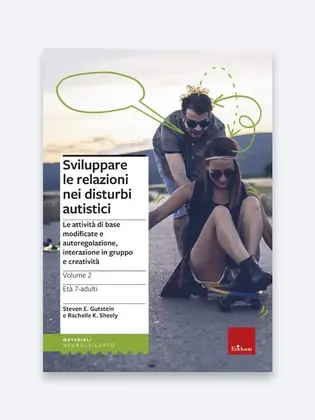 Sviluppare
le relazioni
nei disturbi
autistici
Le attività di base
modificate e
autoregolazione,
interazione in gruppo
e creatività
Volume 2
Età 7-adulti
Steven E. Gutstein
e Rachelle K. Sheely
MATERIALI
NEUROSVILUPPO
Erickson